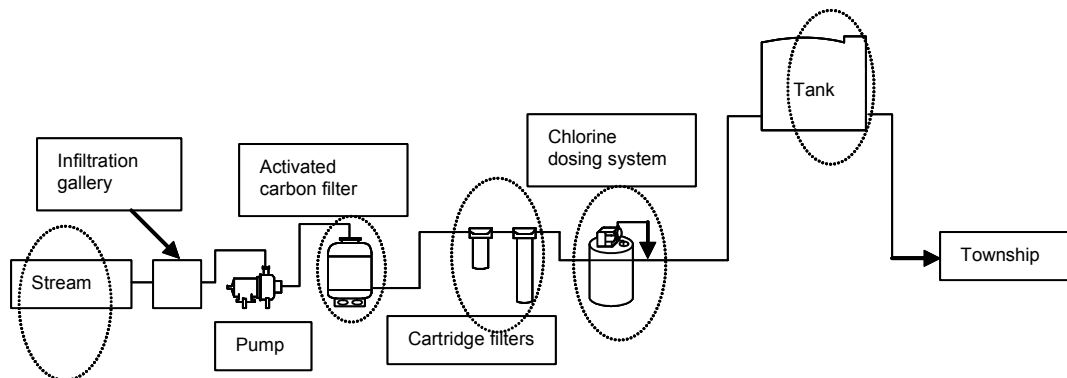 Tank
Chlorine
dosing system
Infiltration
gallery
Activated
carbon filter
Stream
Township
Pump
Cartridge filters